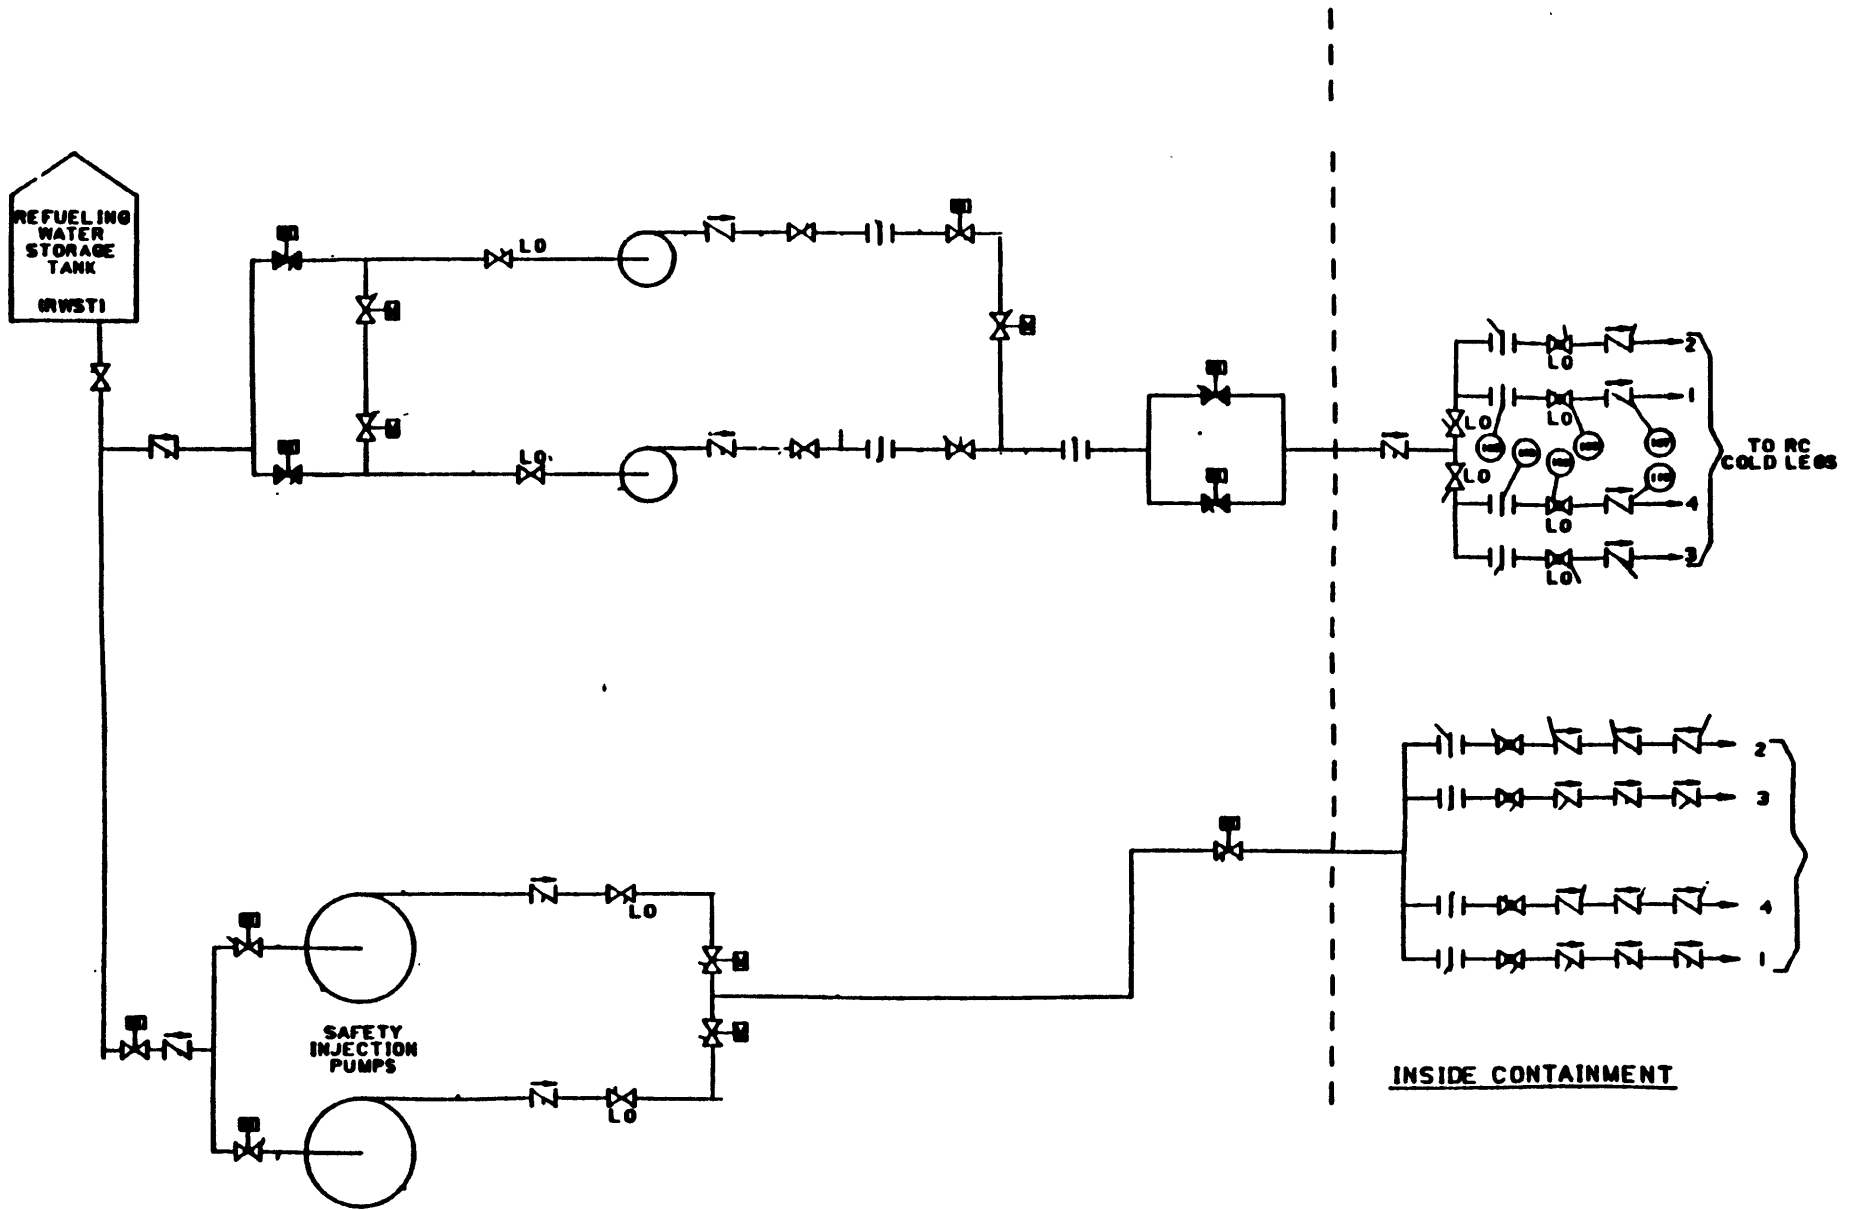 REFUELING
WATER
STORAGE
TANK
(RWST)
LO
LO
LO
LO
LO
LO
LO
LO
2
1
4
3
TO RC
COLD LEGS
LO
LO
SAFETY
INJECTION
PUMPS
2
3
4
1
INSIDE CONTAINMENT